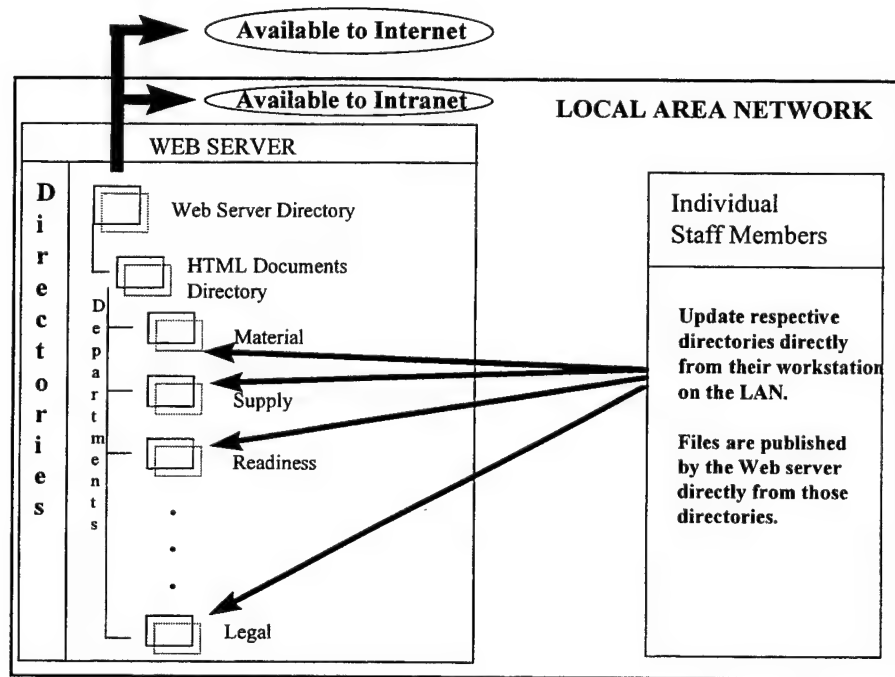 Available to Internet
Available to Intranet
LOCAL AREA NETWORK
WEB SERVER
Directories
Web Server Directory
HTML Documents
Directory
Departments
Material
Supply
Readiness
Legal
Individual
Staff Members
Update respective
directories directly
from their workstation
on the LAN.
Files are published
by the Web server
directly from those
directories.